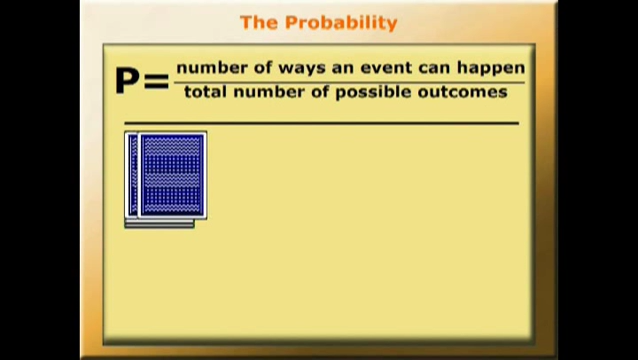 The Probability
number of ways an event can happen
P=
total number of possible outcomes